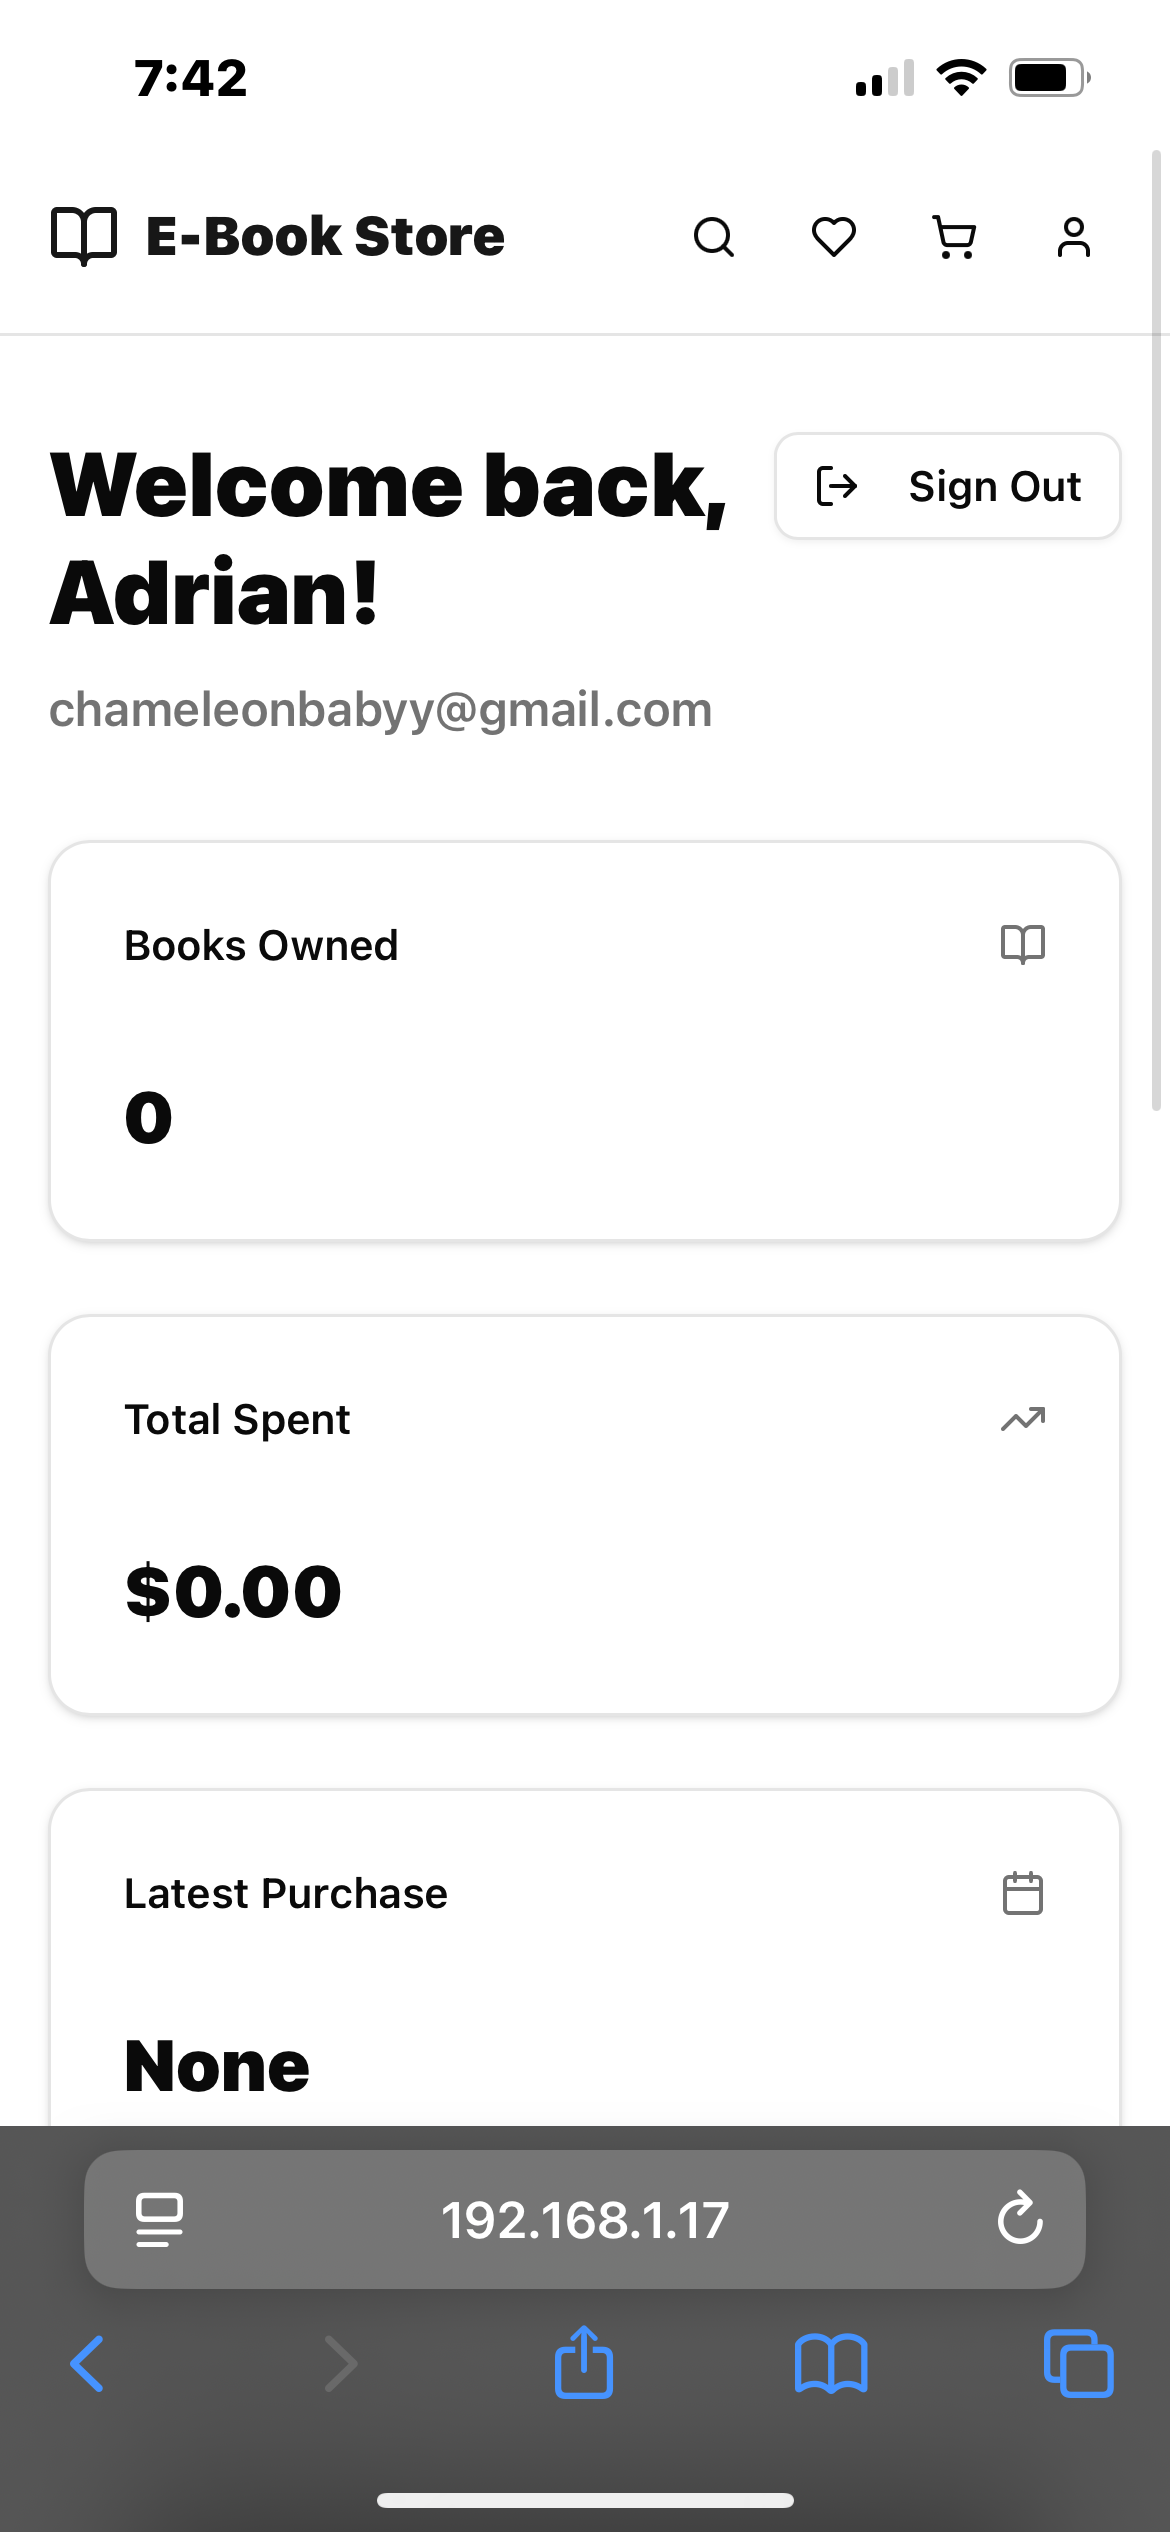 7:42
E-Book Store
Welcome back,
Adrian!
Sign Out
chameleonbabyy@gmail.com
Books Owned
0
Total Spent
$0.00
Latest Purchase
None
192.168.1.17